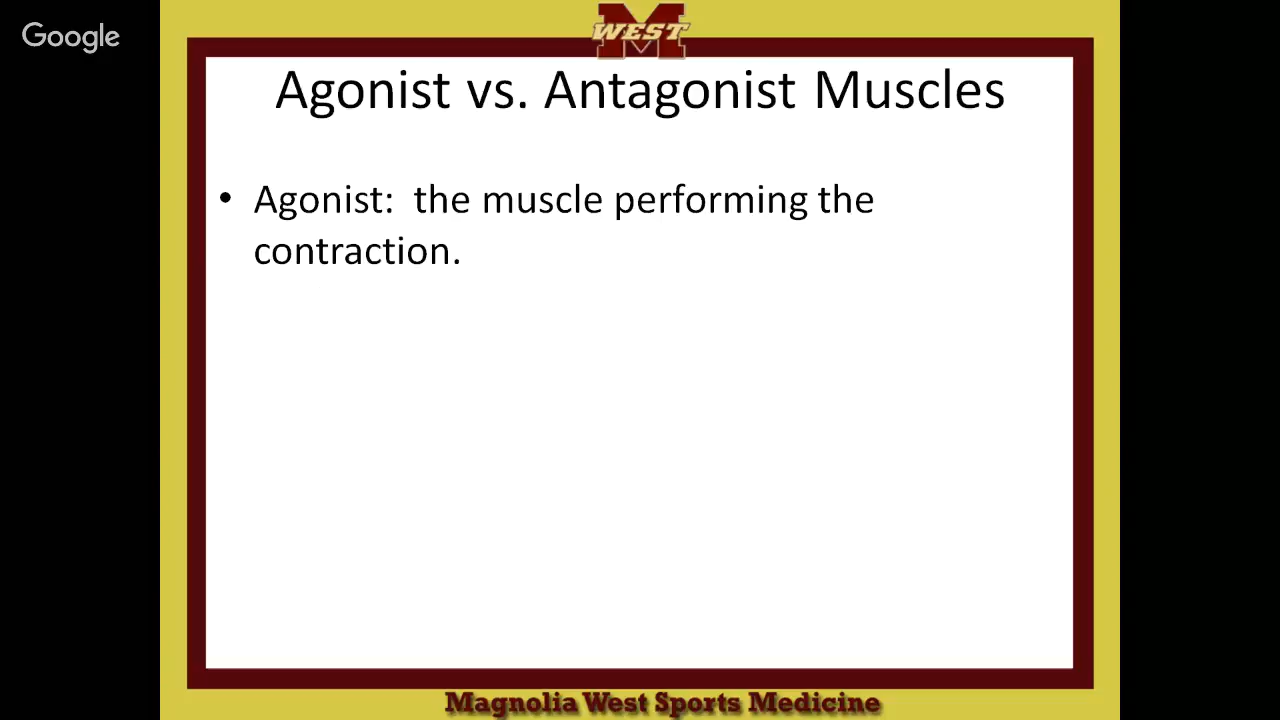 Google
M
WEST
Agonist vs. Antagonist Muscles
• Agonist:  the muscle performing the
contraction.
Magnolia West Sports Medicine